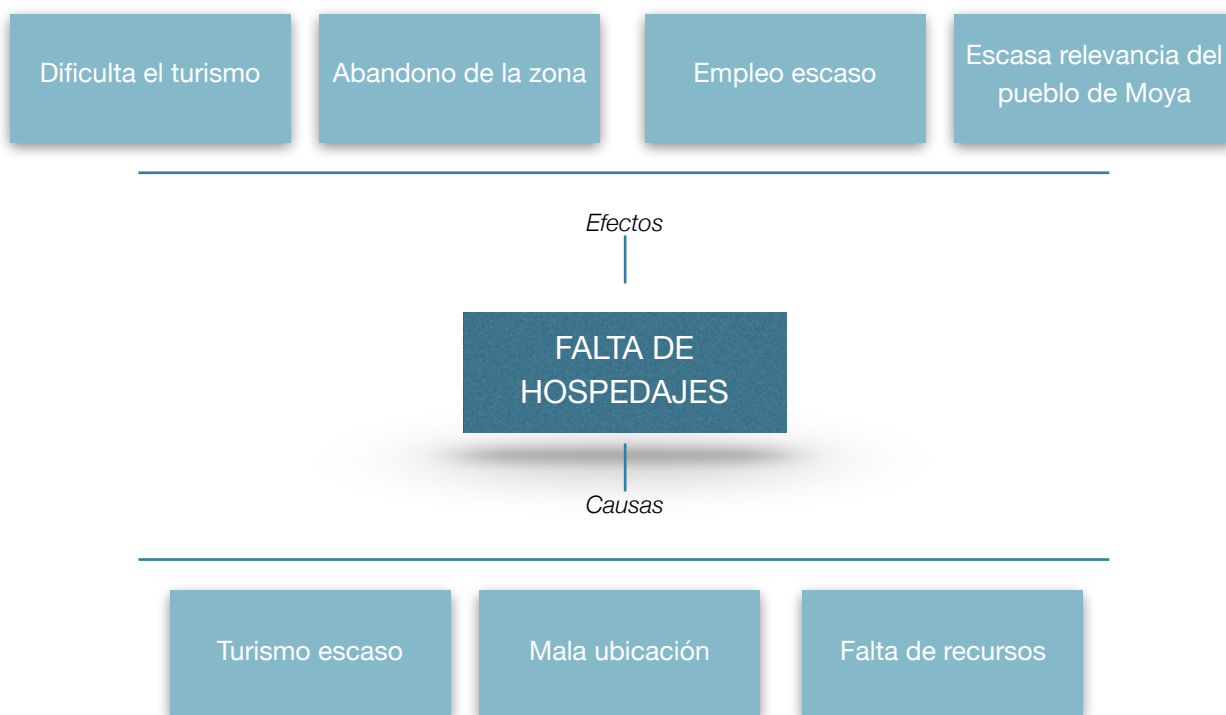 Dificulta el turismo
Abandono de la zona
Empleo escaso
Escasa relevancia del
pueblo de Moya
Efectos
FALTA DE
HOSPEDAJES
Causas
Turismo escaso
Mala ubicación
Falta de recursos